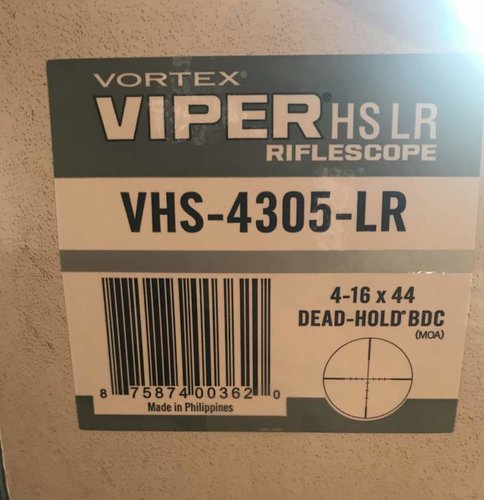 VORTEX®
VIPER® HS LR
RIFLESCOPE
VHS-4305-LR
4-16 x 44
DEAD-HOLD® BDC
(MOA)
8 75874 00362 0
Made in Philippines